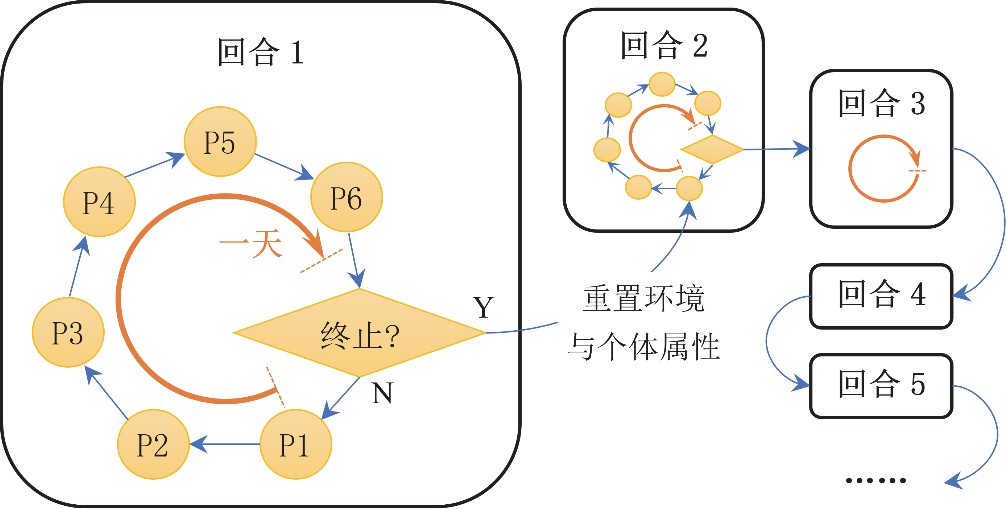 回合 1
P5
P4
P6
一天
P3
终止?
Y
N
P2
P1
回合 2
重置环境
与个体属性
回合 3
回合 4
回合 5
······